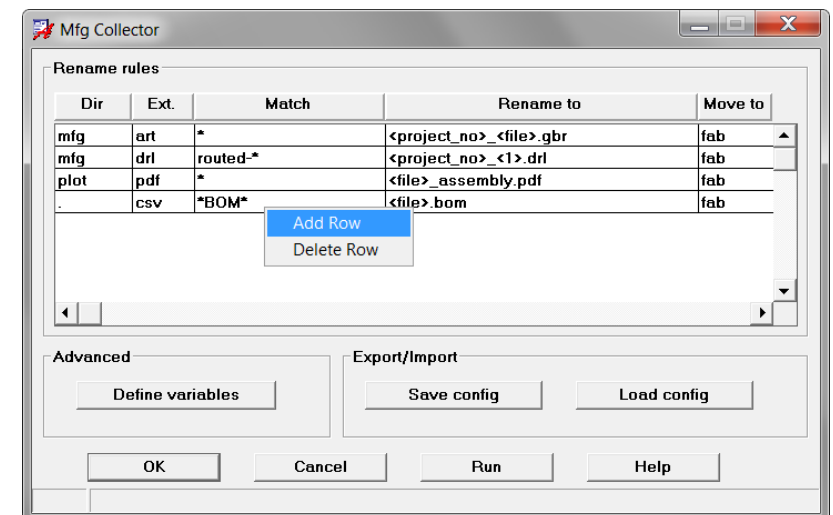 Mfg Collector
Rename rules
Dir Ext. Match Rename to Move to
mfg art * <project_no>_<file>.gbr fab
mfg drl routed-* <project_no>_<1>.drl fab
plot pdf * <file>_assembly.pdf fab
. csv *BOM* <file>.bom fab
Add Row
Delete Row
Advanced Export/Import
Define variables Save config Load config
OK Cancel Run Help